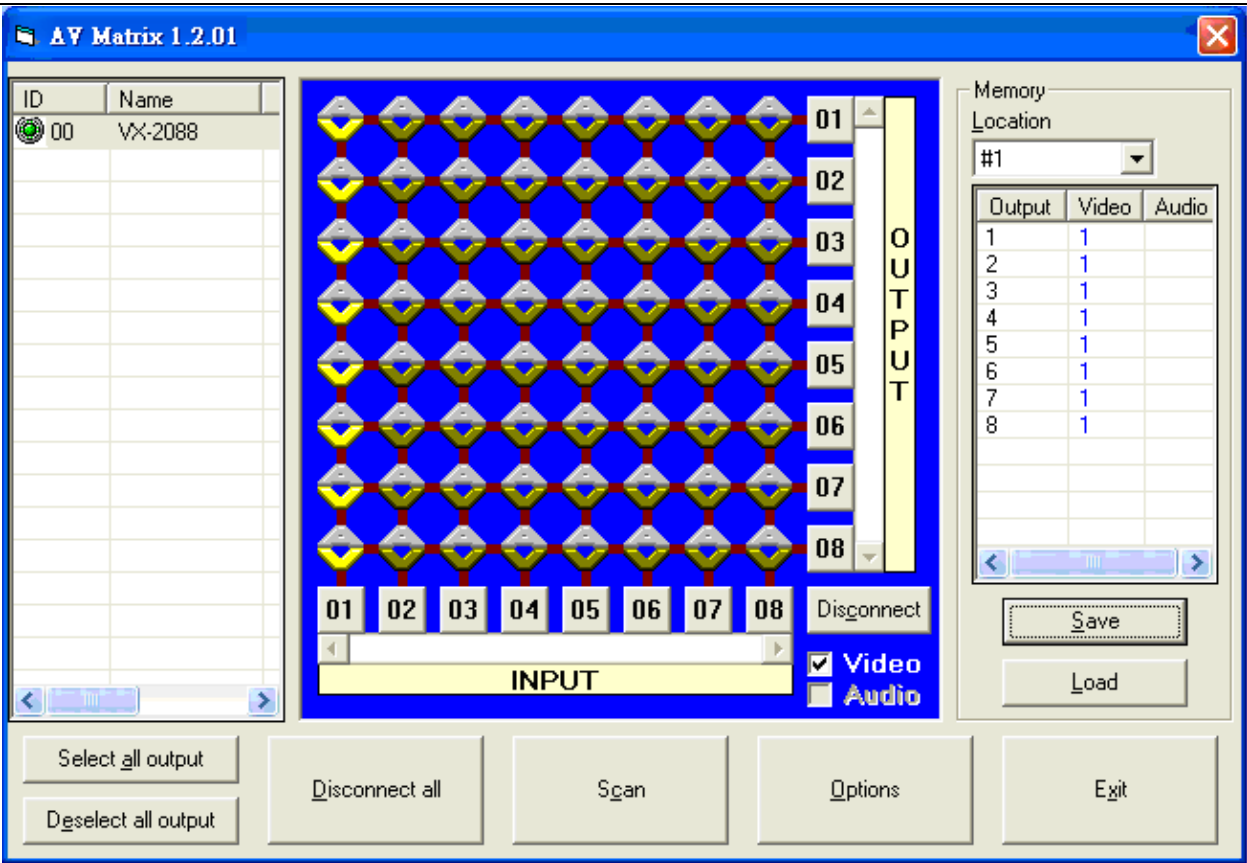 AV Matrix 1.2.01
ID Name
00 VX-2088
01
02
03
04
05
06
07
08
OUTPUT
01 02 03 04 05 06 07 08
Disconnect
INPUT
Video
Audio
Memory
Location
#1
Output Video Audio
1 1
2 1
3 1
4 1
5 1
6 1
7 1
8 1
Save
Load
Select all output
Deselect all output
Disconnect all
Scan
Options
Exit